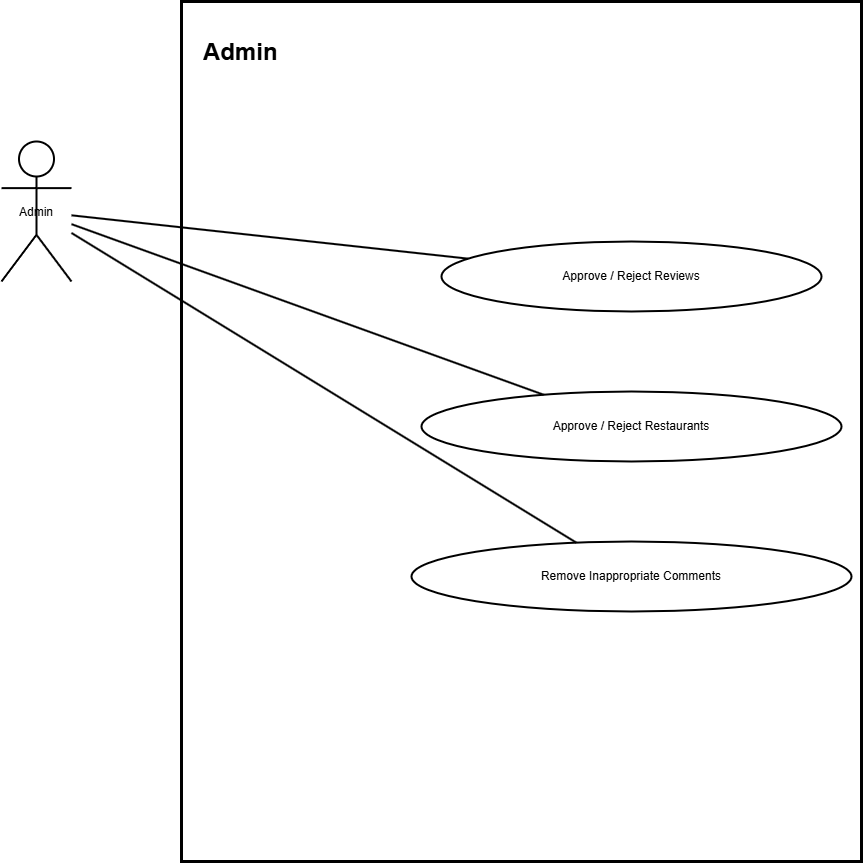 Admin
Admin
Approve / Reject Reviews
Approve / Reject Restaurants
Remove Inappropriate Comments